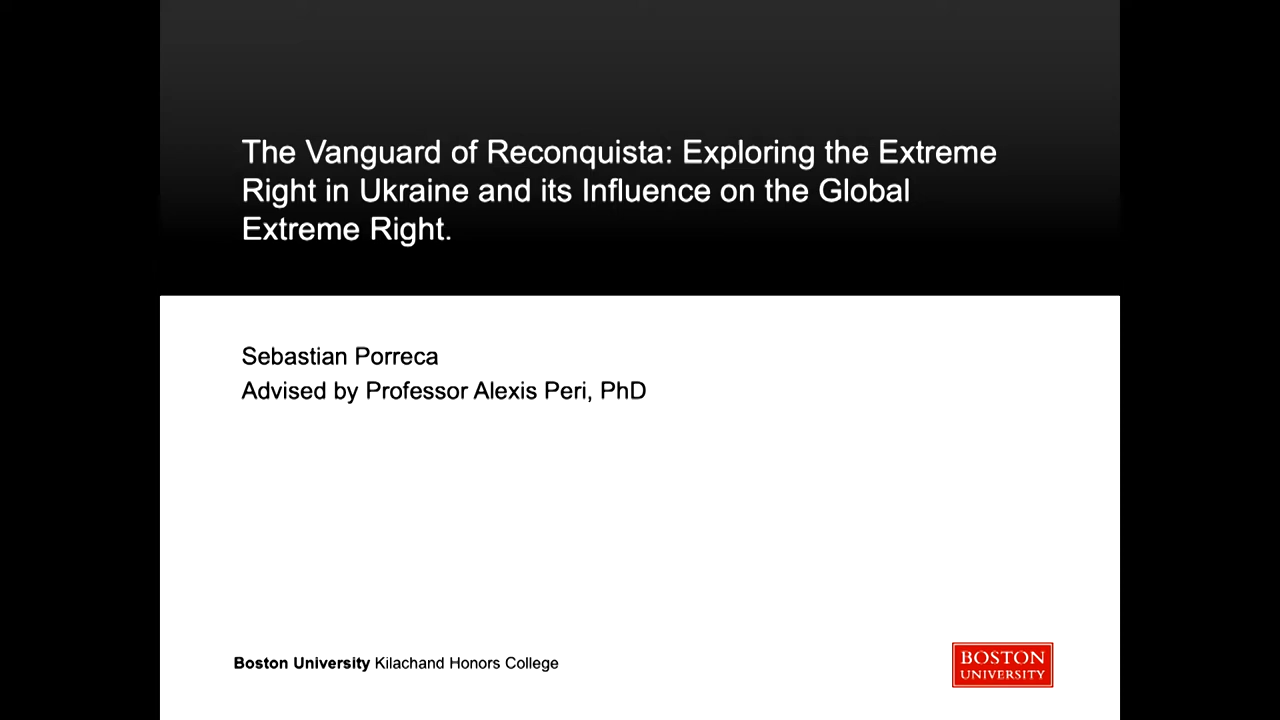 The Vanguard of Reconquista: Exploring the Extreme
Right in Ukraine and its Influence on the Global
Extreme Right.
Sebastian Porreca
Advised by Professor Alexis Peri, PhD
Boston University Kilachand Honors College
BOSTON
UNIVERSITY